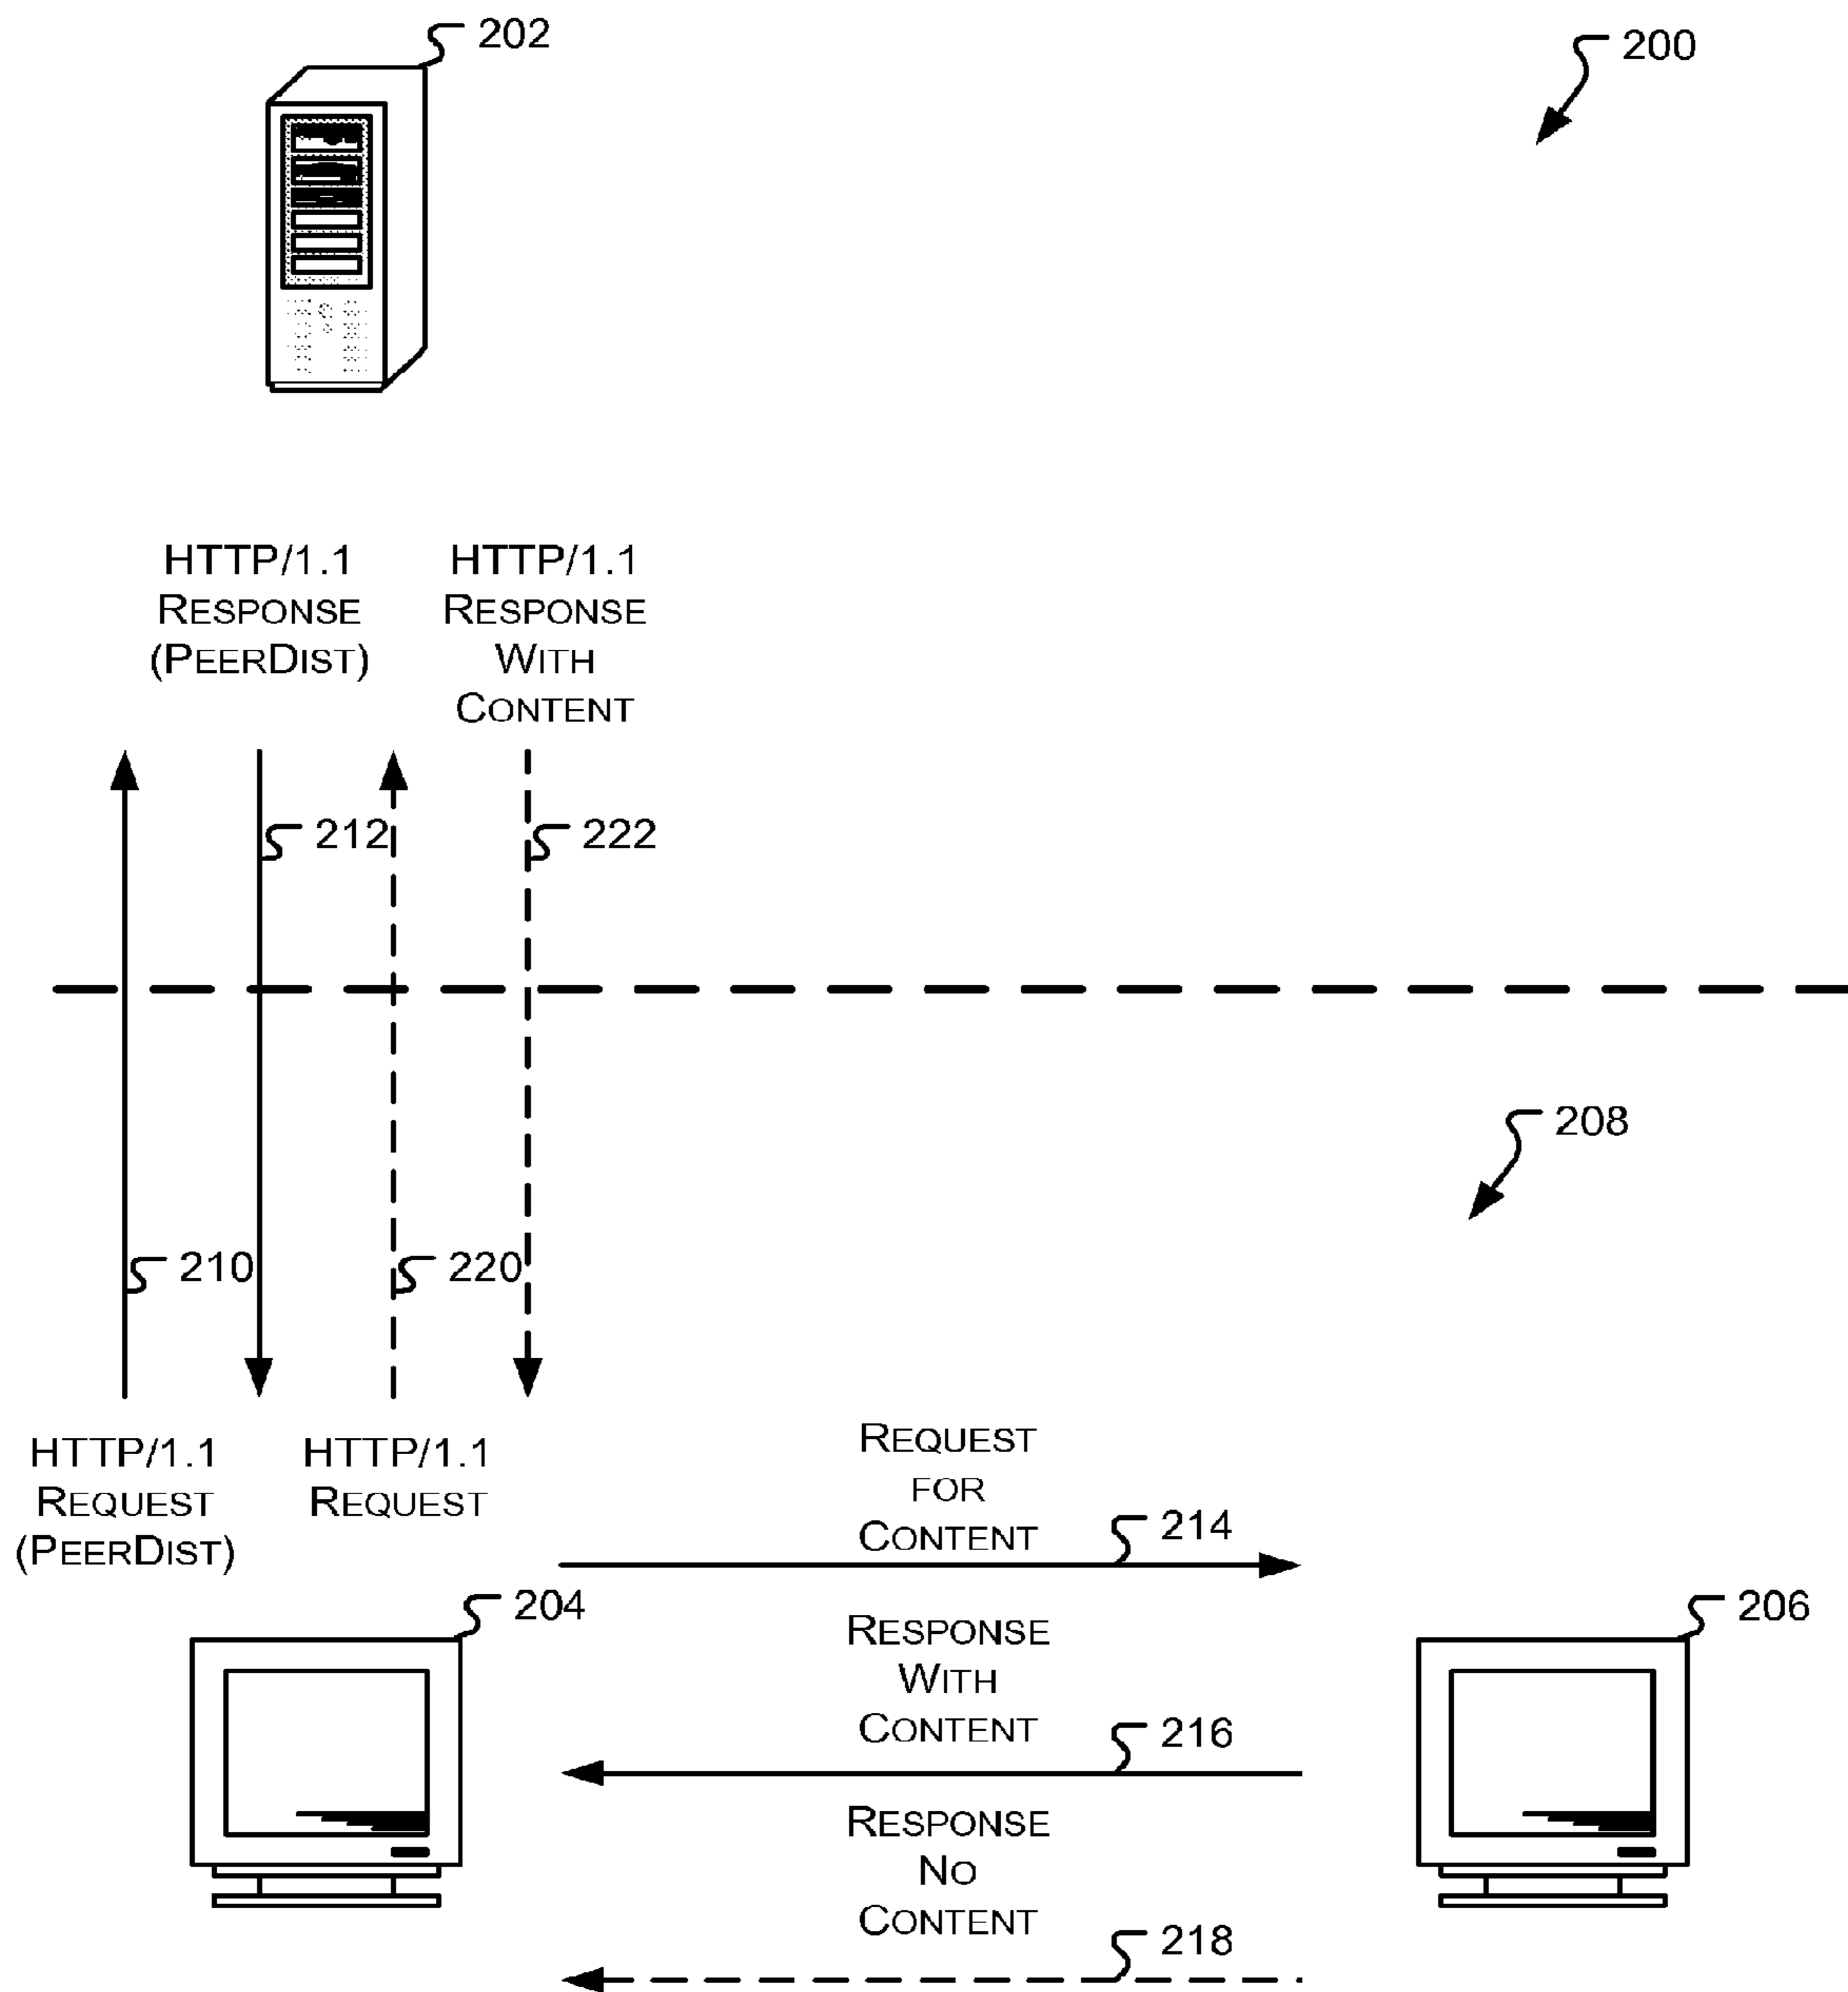 202
200
HTTP/1.1
RESPONSE
(PEERDIST)
HTTP/1.1
RESPONSE
WITH
CONTENT
212
222
208
210
220
HTTP/1.1
REQUEST
(PEERDIST)
HTTP/1.1
REQUEST
REQUEST
FOR
CONTENT
214
204
206
RESPONSE
WITH
CONTENT
216
RESPONSE
NO
CONTENT
218